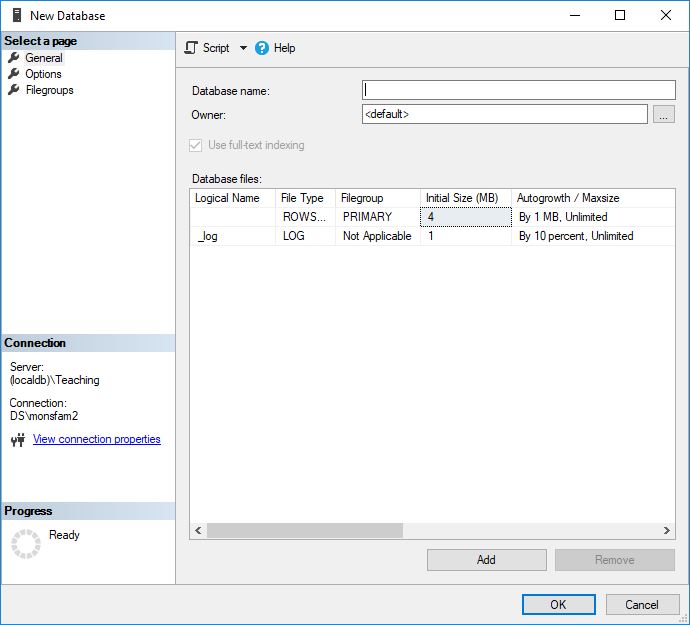 New Database
Select a page
General
Options
Filegroups
Script Help
Database name:
Owner: <default> ...
Use full-text indexing
Database files:
Logical Name File Type Filegroup Initial Size (MB) Autogrowth / Maxsize
ROWS... PRIMARY 4 By 1 MB, Unlimited
_log LOG Not Applicable 1 By 10 percent, Unlimited
Connection
Server:
(localdb)\Teaching
Connection:
DS\monsfam2
View connection properties
Progress
Ready
Add Remove
OK Cancel